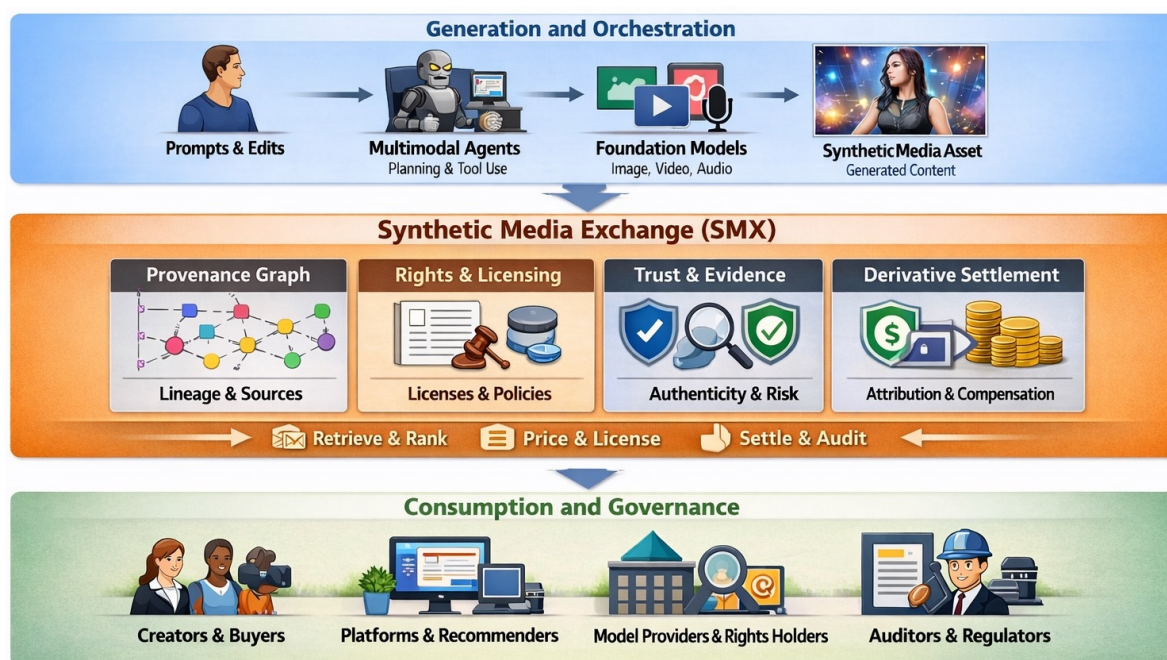 Generation and Orchestration
Prompts & Edits
Multimodal Agents
Planning & Tool Use
Foundation Models
Image, Video, Audio
Synthetic Media Asset
Generated Content
Synthetic Media Exchange (SMX)
Provenance Graph
Lineage & Sources
Rights & Licensing
Licenses & Policies
Trust & Evidence
Authenticity & Risk
Derivative Settlement
$
Attribution & Compensation
Retrieve & Rank
Price & License
Settle & Audit
Consumption and Governance
Creators & Buyers
Platforms & Recommenders
@
Model Providers & Rights Holders
Auditors & Regulators